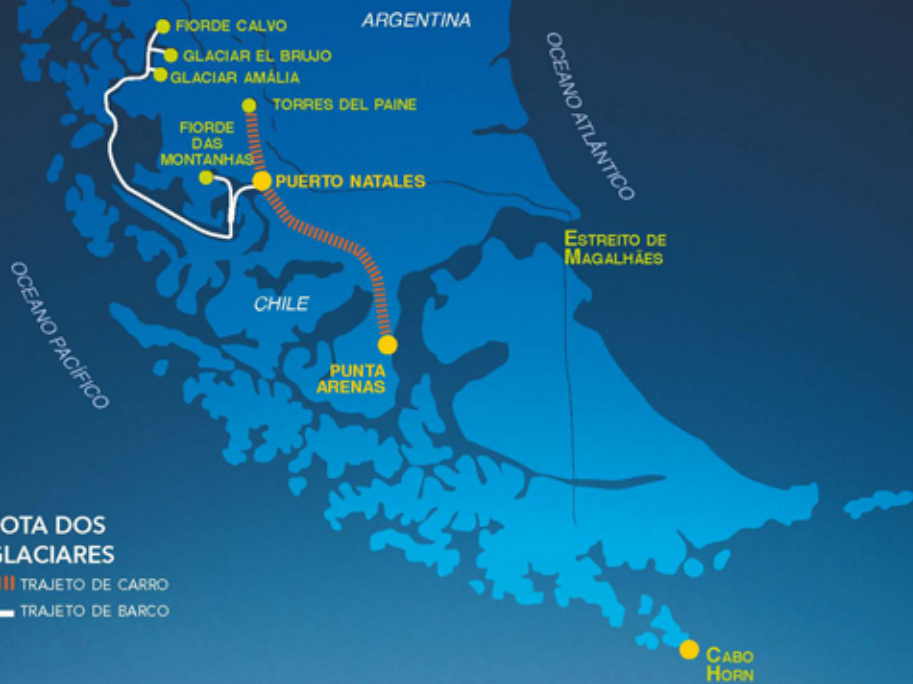 ARGENTINA
FIORDE CALVO
GLACIAR EL BRUJO
GLACIAR AMÁLIA
OCEANO ATLÂNTICO
TORRES DEL PAINE
FIORDE
DAS
MONTANHAS
PUERTO NATALES
ESTREITO DE
MAGALHÃES
OCEANO PACÍFICO
CHILE
PUNTA
ARENAS
OTA DOS
GLACIARES
TRAJETO DE CARRO
TRAJETO DE BARCO
CABO
HORN